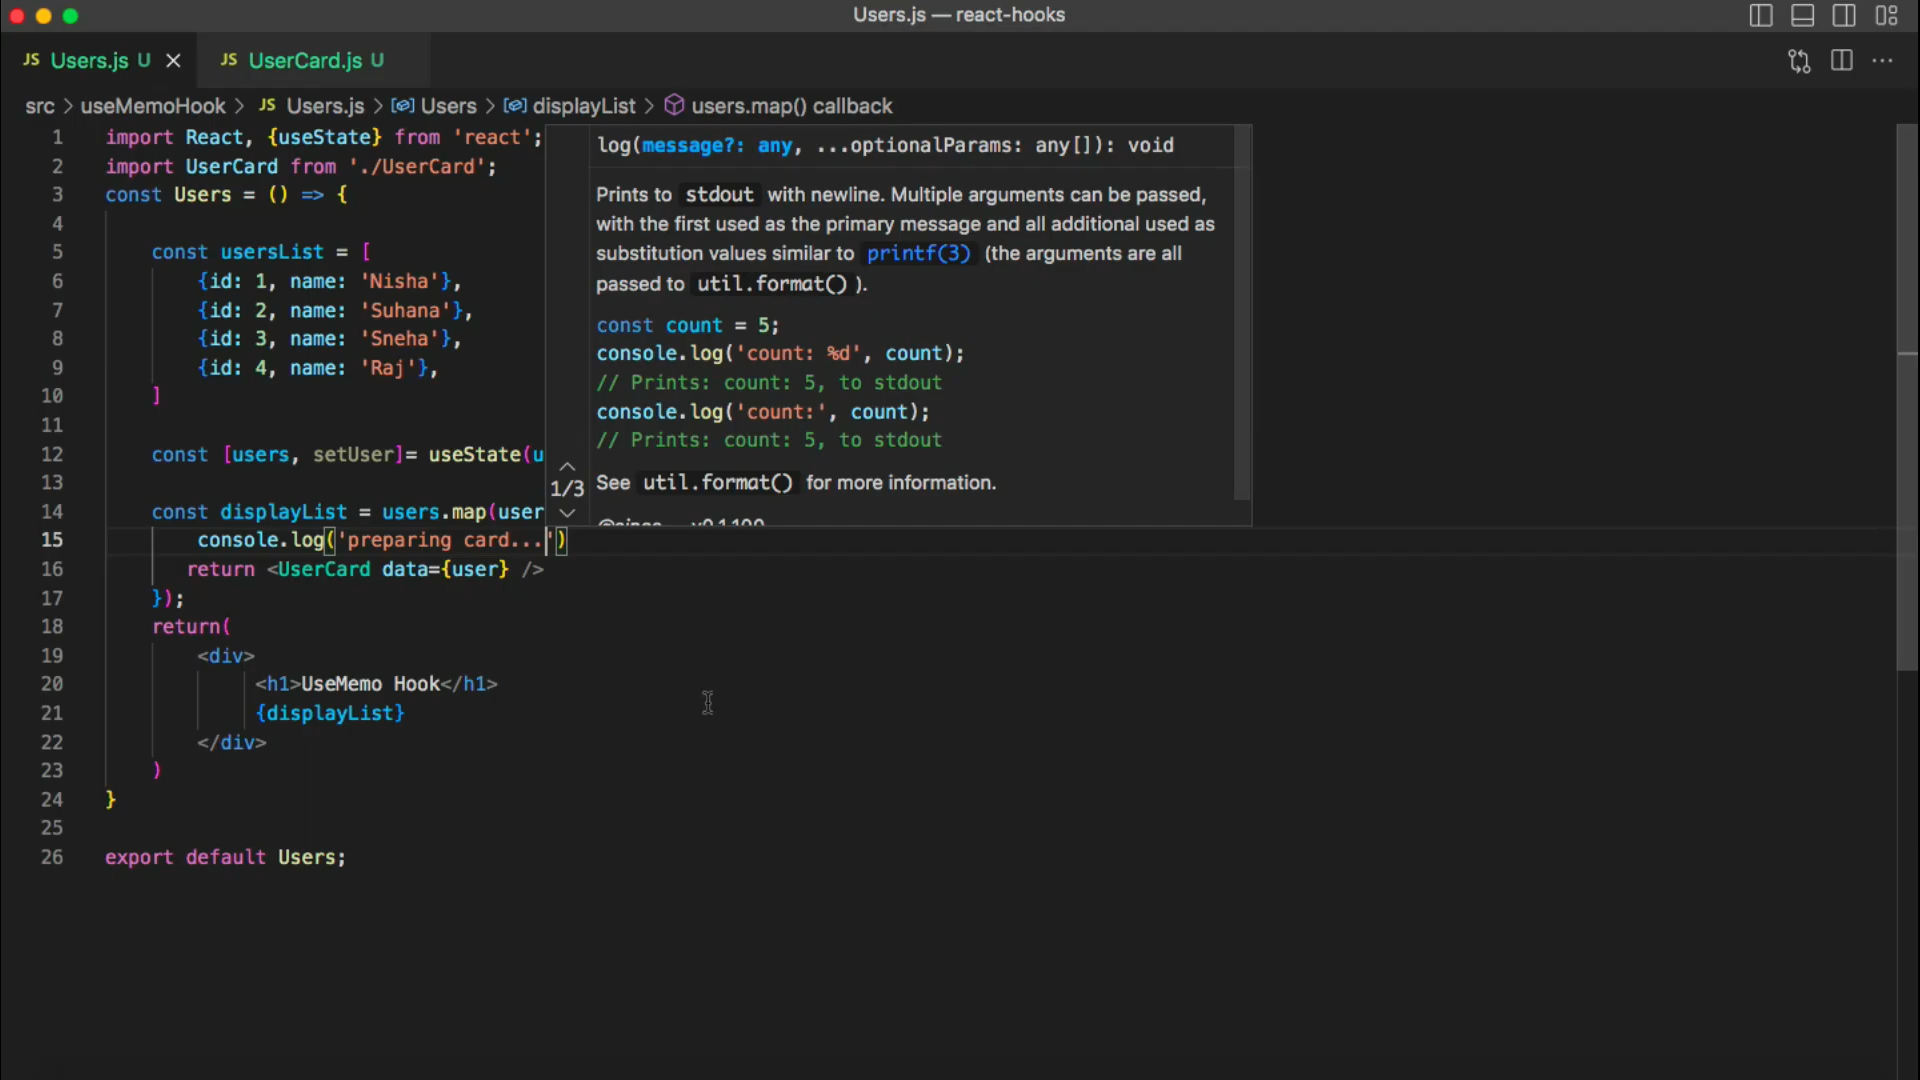 Users.js — react-hooks
JS Users.js U
JS UserCard.js U
src > useMemoHook > JS Users.js > Users > displayList > users.map() callback
1 import React, {useState} from 'react';
2 import UserCard from './UserCard';
3 const Users = () => {
4
5 const usersList = [
6 {id: 1, name: 'Nisha'},
7 {id: 2, name: 'Suhana'},
8 {id: 3, name: 'Sneha'},
9 {id: 4, name: 'Raj'},
10 ]
11
12 const [users, setUser]= useState(u
13
14 const displayList = users.map(user
15 console.log('preparing card...')
16 return <UserCard data={user} />
17 });
18 return(
19 <div>
20 <h1>UseMemo Hook</h1>
21 {displayList}
22 </div>
23 )
24 }
25
26 export default Users;
log(message?: any, ...optionalParams: any[]): void
Prints to stdout with newline. Multiple arguments can be passed,
with the first used as the primary message and all additional used as
substitution values similar to printf(3) (the arguments are all
passed to util.format() ).
const count = 5;
console.log('count: %d', count);
// Prints: count: 5, to stdout
console.log('count:', count);
// Prints: count: 5, to stdout
1/3
See util.format() for more information.